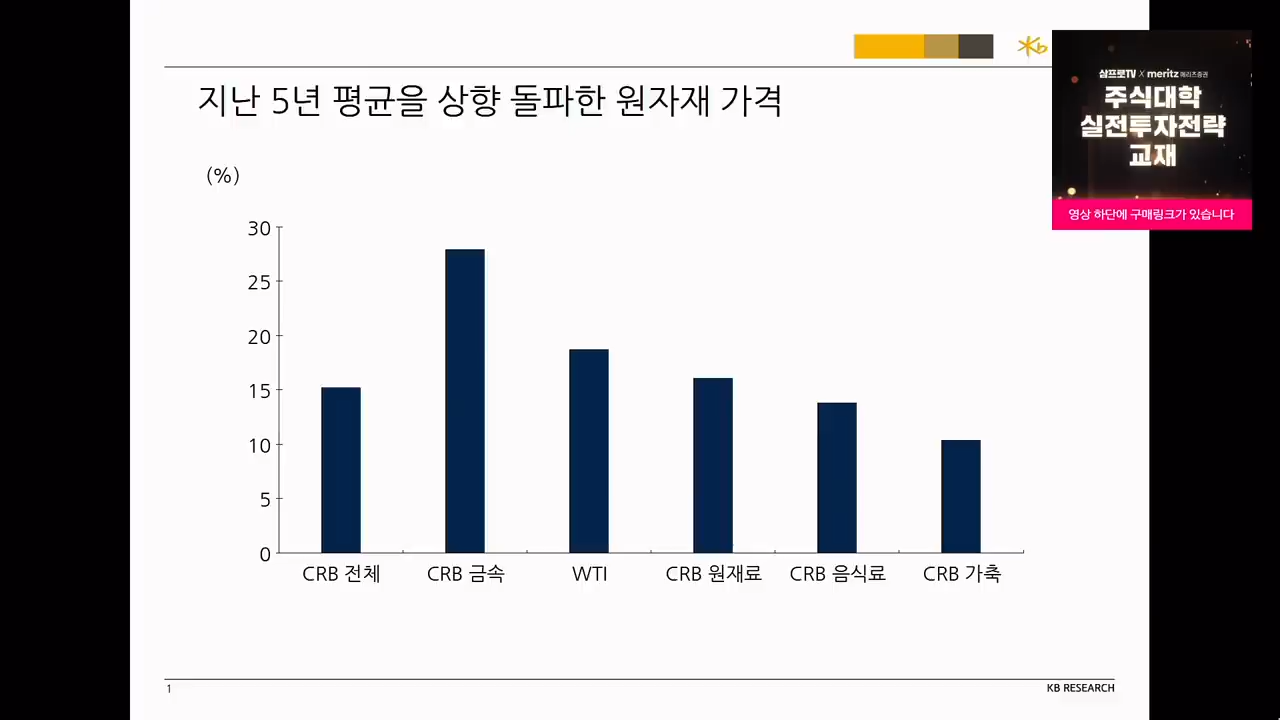 지난 5년 평균을 상향 돌파한 원자재 가격
(%)
30
25
20
15
10
5
0
CRB 전체
CRB 금속
WTI
CRB 원재료
CRB 음식료
CRB 가축
1
KB RESEARCH
삼프로TV X meritz 메리츠증권
주식대학
실전투자전략
교재
영상 하단에 구매링크가 있습니다